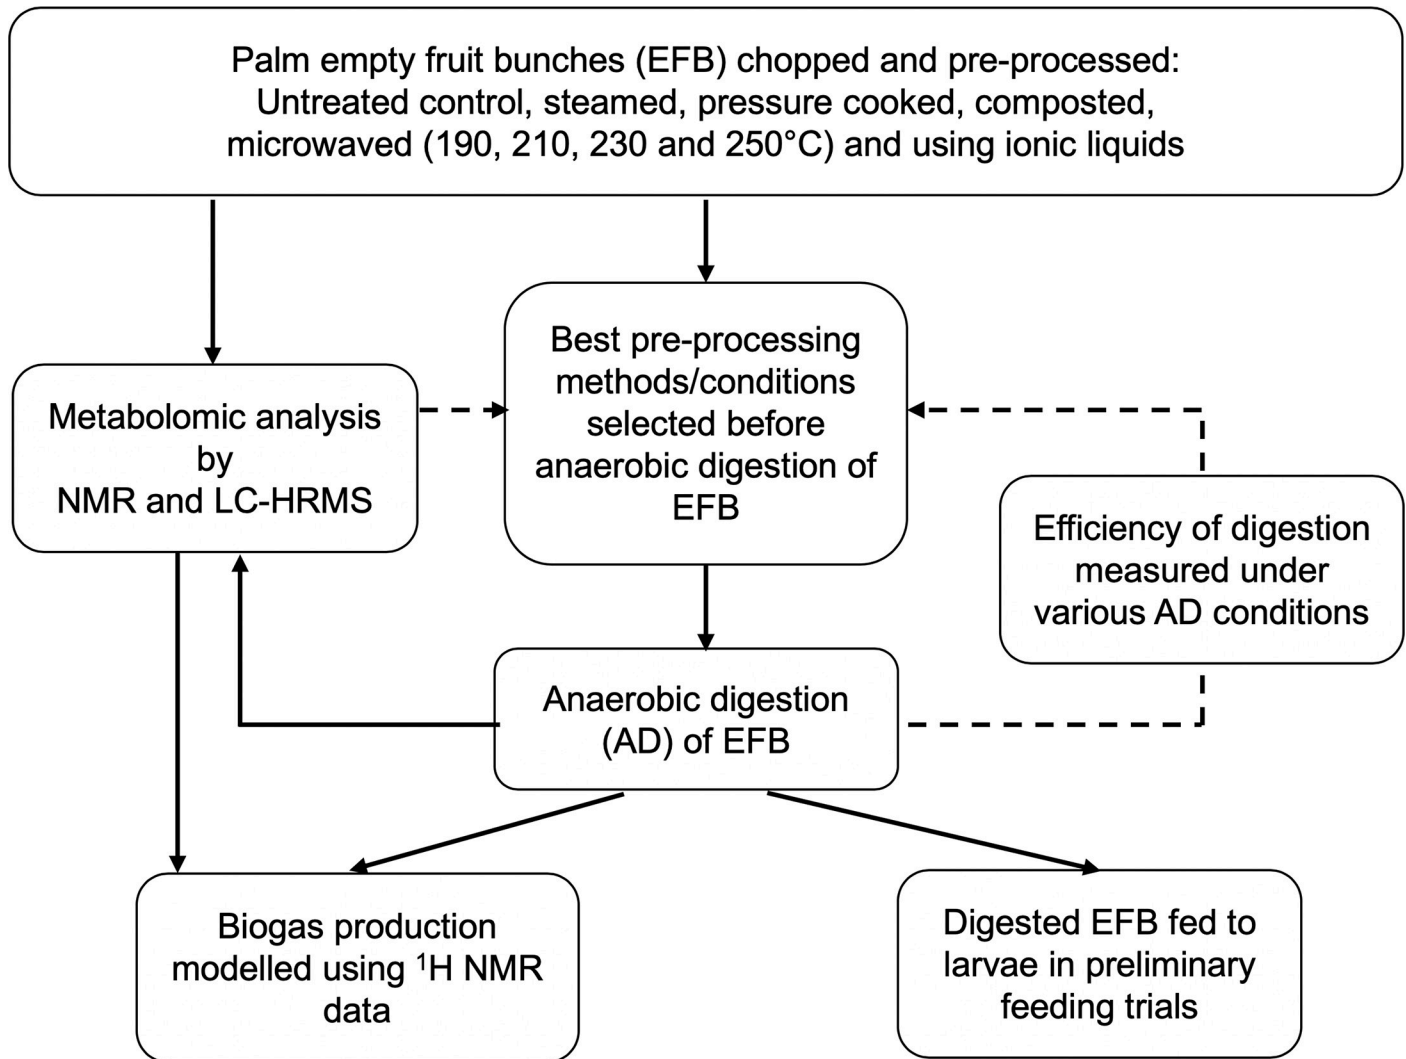 Palm empty fruit bunches (EFB) chopped and pre-processed:
Untreated control, steamed, pressure cooked, composted,
microwaved (190, 210, 230 and 250°C) and using ionic liquids
Best pre-processing
methods/conditions
selected before
anaerobic digestion of
EFB
Metabolomic analysis
by
NMR and LC-HRMS
Efficiency of digestion
measured under
various AD conditions
Anaerobic digestion
(AD) of EFB
Biogas production
modelled using ¹H NMR
data
Digested EFB fed to
larvae in preliminary
feeding trials